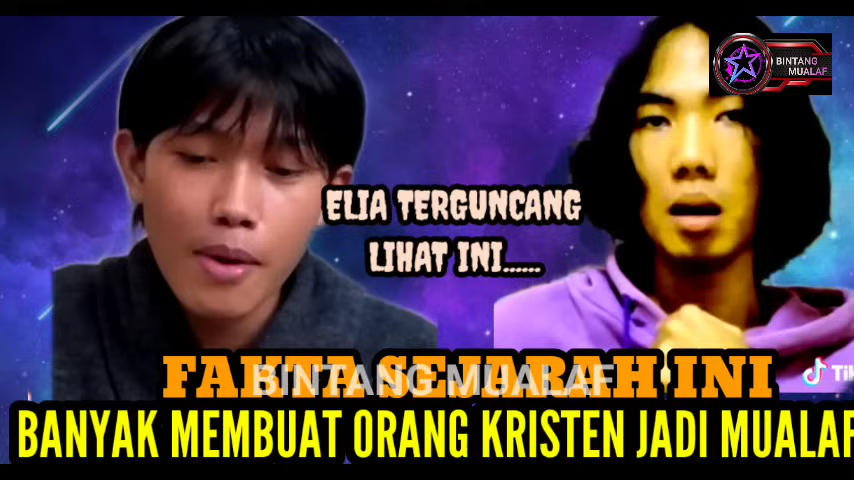 BINTANG
MUALAF
ELIA TERGUNCANG
LIHAT INI......
FAKTA SEJARAH INI
BINTANG MUALAF
BANYAK MEMBUAT ORANG KRISTEN JADI MUALAF